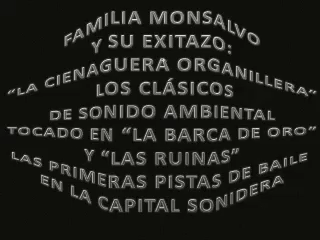 FAMILIA MONSALVO
Y SU EXITAZO:
"LA CIENAGUERA ORGANILLERA"
LOS CLÁSICOS
DE SONIDO AMBIENTAL
TOCADO EN "LA BARCA DE ORO"
Y "LAS RUINAS"
LAS PRIMERAS PISTAS DE BAILE
EN LA CAPITAL SONIDERA